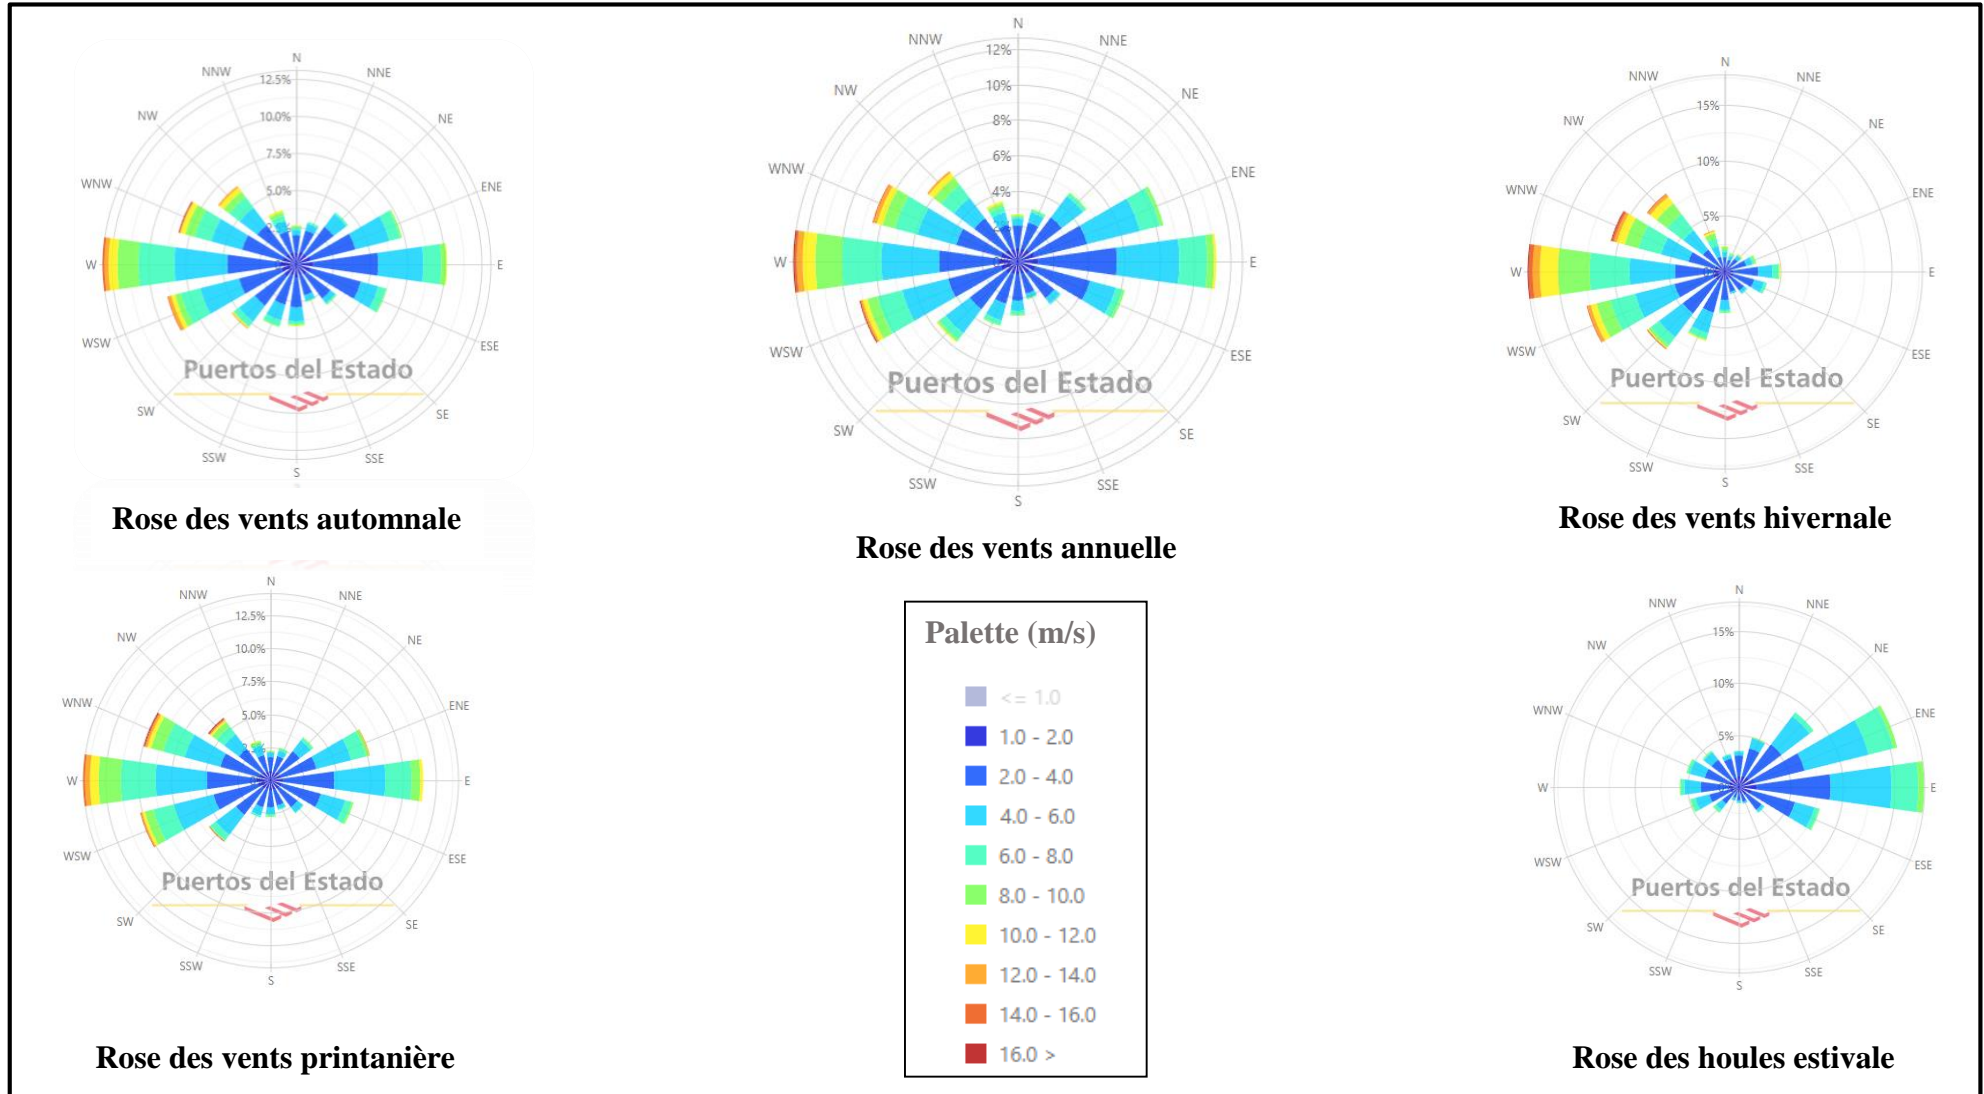 N
NNW
NNE
12.5%
NW
10.0%
NE
7.5%
WNW
5.0%
ENE
W
E
WSW
ESE
Puertos del Estado
SW
SE
SSW
SSE
S
Rose des vents automnale
N
NNW
NNE
12%
10%
NW
NE
8%
6%
WNW
4%
ENE
W
E
WSW
ESE
Puertos del Estado
SW
SE
SSW
SSE
S
Rose des vents annuelle
N
NNW
NNE
15%
NW
NE
10%
WNW
ENE
5%
W
E
WSW
ESE
Puertos del Estado
SW
SE
SSW
SSE
S
Rose des vents hivernale
N
NNW
NNE
12.5%
NW
10.0%
NE
7.5%
WNW
5.0%
ENE
2.5%
W
E
WSW
ESE
Puertos del Estado
SW
SE
SSW
SSE
S
Rose des vents printanière
Palette (m/s)
<= 1.0
1.0 - 2.0
2.0 - 4.0
4.0 - 6.0
6.0 - 8.0
8.0 - 10.0
10.0 - 12.0
12.0 - 14.0
14.0 - 16.0
16.0 >
N
NNW
NNE
15%
NW
NE
10%
WNW
ENE
5%
W
E
WSW
ESE
Puertos del Estado
SW
SE
SSW
SSE
S
Rose des houles estivale